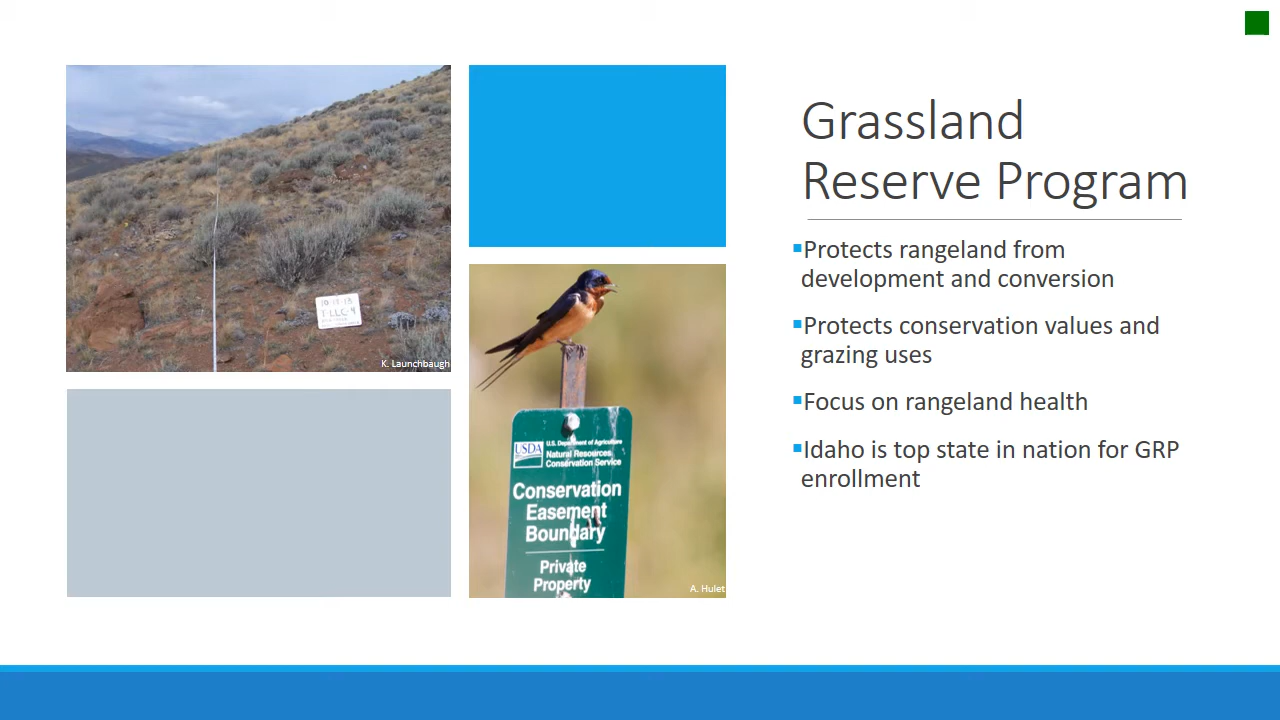 Grassland
Reserve Program
Protects rangeland from
development and conversion
Protects conservation values and
grazing uses
Focus on rangeland health
Idaho is top state in nation for GRP
enrollment
K. Launchbaugh
USDA
U.S. Department of Agriculture
Natural Resources
Conservation Service
Conservation
Easement
Boundary
Private
Property
A. Hulet